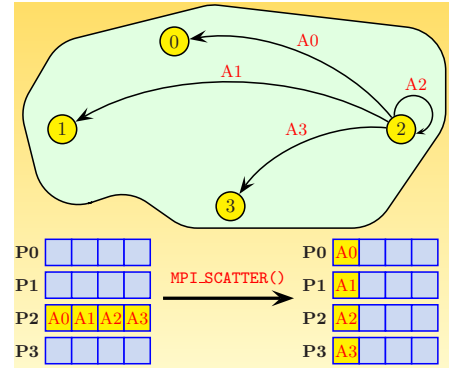 0
A0
A1
A2
1
2
A3
3
P0
P1
P2 A0 A1 A2 A3
P3
MPI_SCATTER()
P0 A0
P1 A1
P2 A2
P3 A3